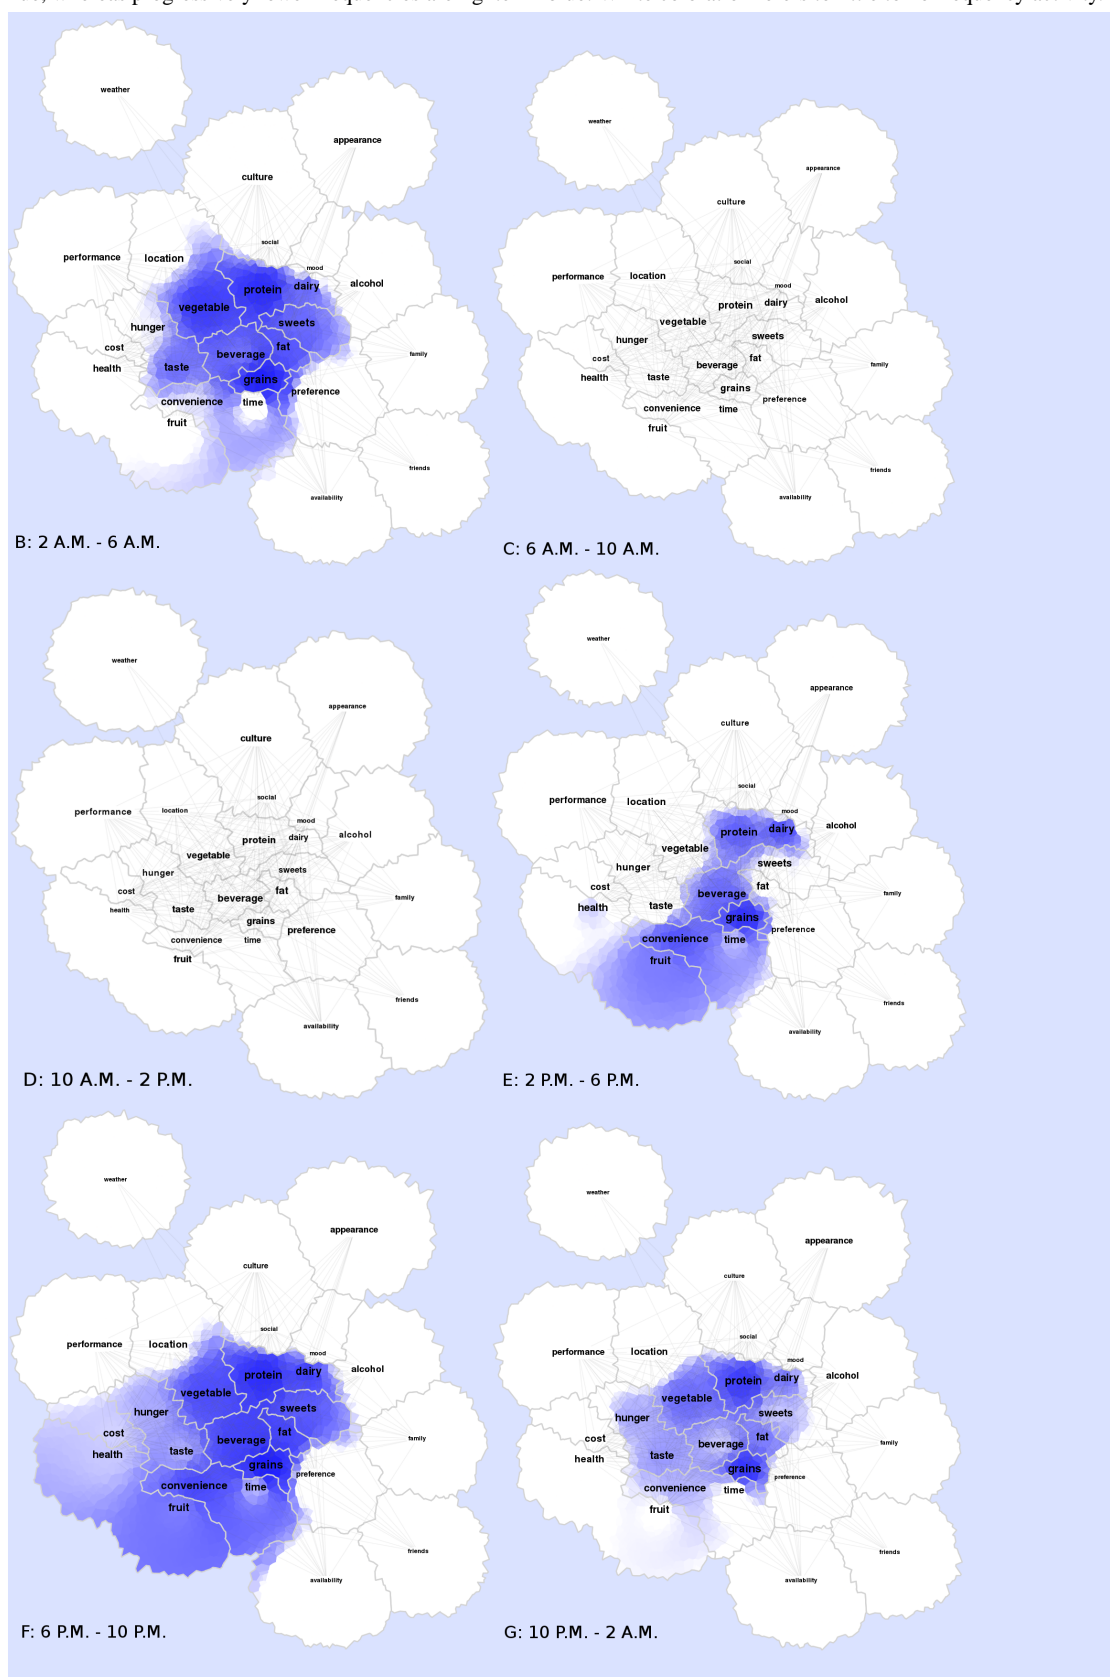 weather
appearance
culture
social
performance
location
mood
protein
dairy
alcohol
vegetable
sweets
hunger
cost
fat
beverage
family
health
taste
grains
preference
convenience
time
fruit
friends
availability
B: 2 A.M. - 6 A.M.
weather
appearance
culture
social
performance
location
mood
protein
dairy
alcohol
vegetable
sweets
hunger
cost
fat
beverage
family
health
taste
grains
preference
convenience
time
fruit
friends
availability
C: 6 A.M. - 10 A.M.
weather
appearance
culture
social
performance
location
mood
protein
dairy
alcohol
vegetable
hunger
sweets
cost
fat
beverage
family
health
taste
grains
preference
convenience
time
fruit
friends
availability
D: 10 A.M. - 2 P.M.
weather
appearance
culture
social
performance
location
mood
protein
dairy
alcohol
vegetable
sweets
hunger
cost
fat
beverage
family
health
taste
grains
preference
convenience
time
fruit
friends
availability
E: 2 P.M. - 6 P.M.
weather
appearance
culture
social
performance
location
mood
protein
dairy
alcohol
vegetable
sweets
hunger
cost
fat
beverage
family
health
taste
grains
preference
convenience
time
fruit
friends
availability
F: 6 P.M. - 10 P.M.
weather
appearance
culture
social
performance
location
mood
protein
dairy
alcohol
vegetable
sweets
hunger
cost
fat
beverage
family
health
taste
grains
preference
convenience
time
fruit
friends
availability
G: 10 P.M. - 2 A.M.